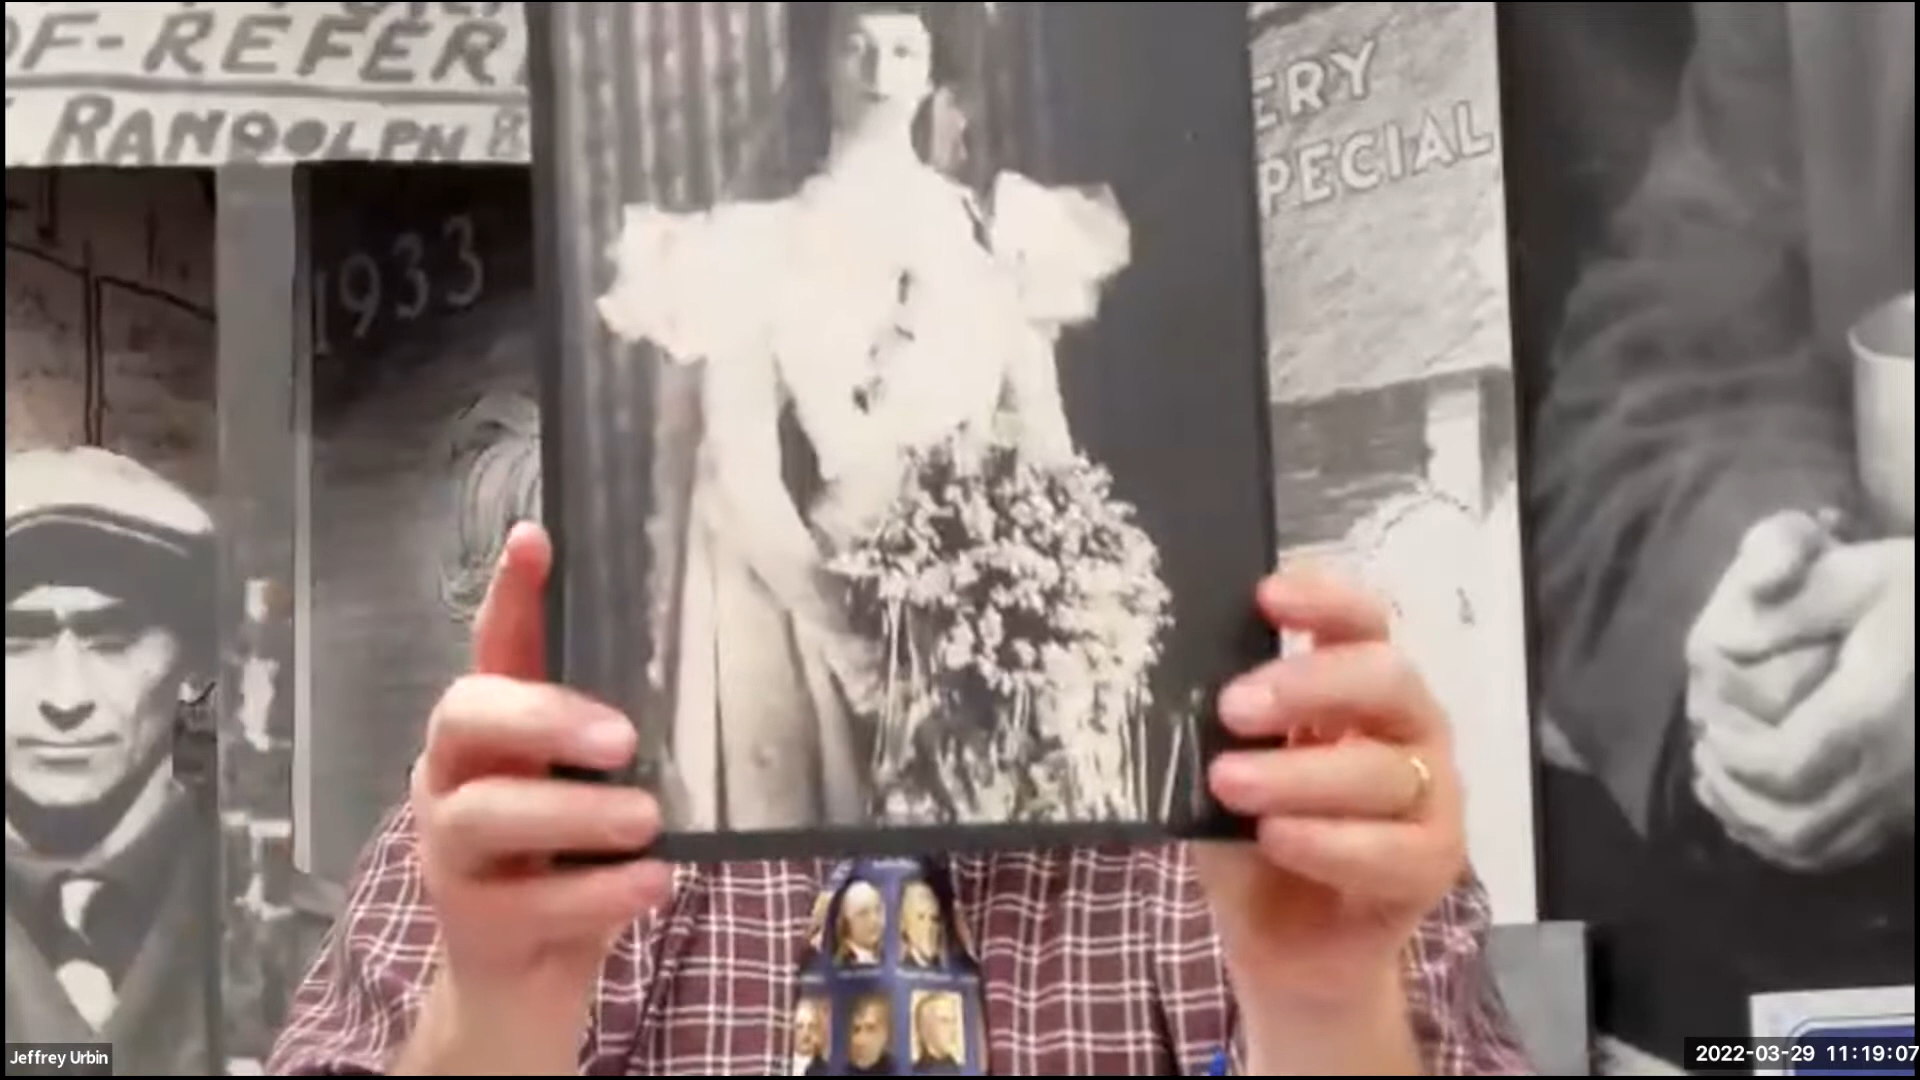 OF-REFER
RANDOLPH
1933
ERY
PECIAL
Jeffrey Urbin
2022-03-29 11:19:07